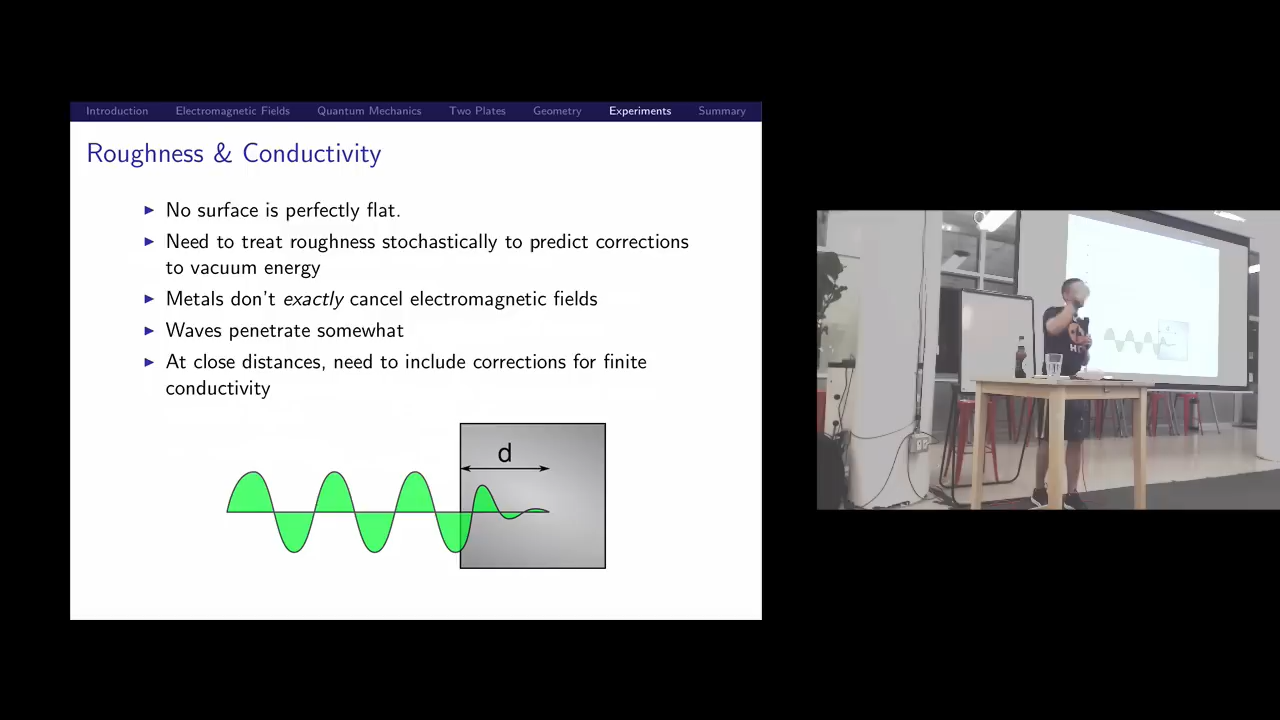 Introduction Electromagnetic Fields Quantum Mechanics Two Plates Geometry Experiments Summary
Roughness & Conductivity
No surface is perfectly flat.
Need to treat roughness stochastically to predict corrections
to vacuum energy
Metals don't exactly cancel electromagnetic fields
Waves penetrate somewhat
At close distances, need to include corrections for finite
conductivity
d